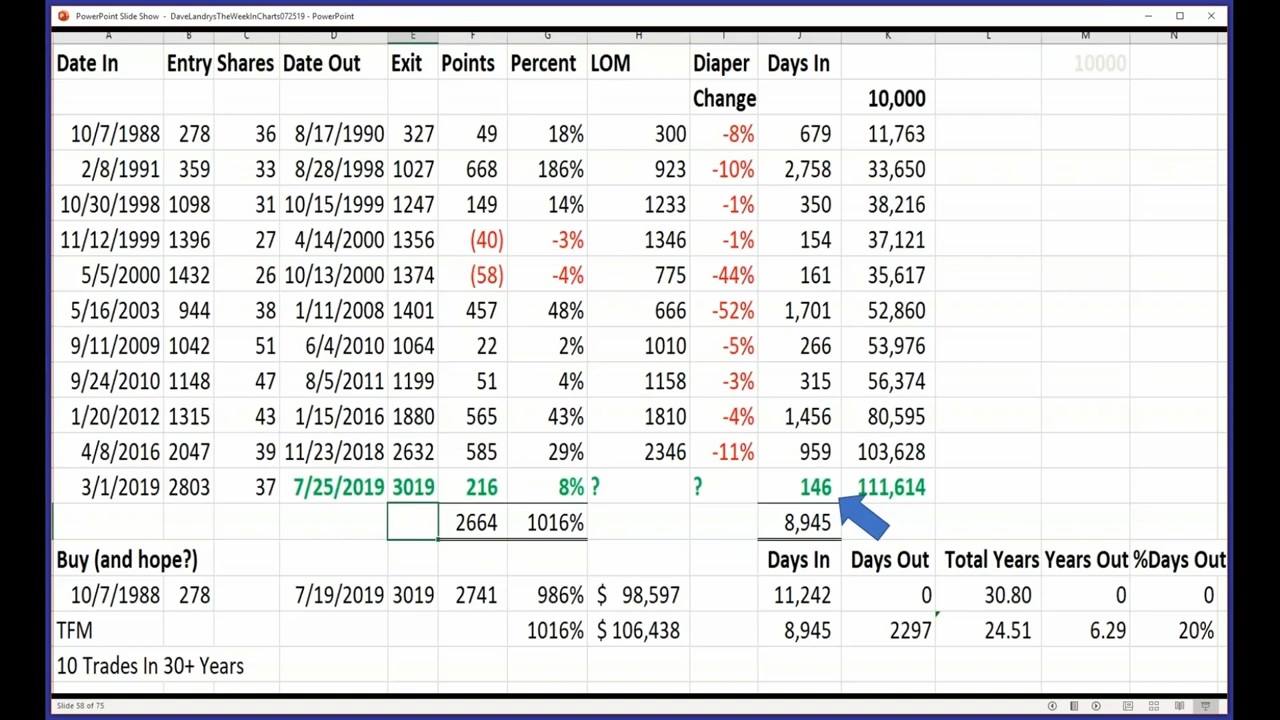 PowerPoint Slide Show - DaveLandrysTheWeekInCharts072519 - PowerPoint
A B C D E F G H I J K L M N
Date In Entry Shares Date Out Exit Points Percent LOM Diaper Days In 10000
Change 10,000
10/7/1988 278 36 8/17/1990 327 49 18% 300 -8% 679 11,763
2/8/1991 359 33 8/28/1998 1027 668 186% 923 -10% 2,758 33,650
10/30/1998 1098 31 10/15/1999 1247 149 14% 1233 -1% 350 38,216
11/12/1999 1396 27 4/14/2000 1356 (40) -3% 1346 -1% 154 37,121
5/5/2000 1432 26 10/13/2000 1374 (58) -4% 775 -44% 161 35,617
5/16/2003 944 38 1/11/2008 1401 457 48% 666 -52% 1,701 52,860
9/11/2009 1042 51 6/4/2010 1064 22 2% 1010 -5% 266 53,976
9/24/2010 1148 47 8/5/2011 1199 51 4% 1158 -3% 315 56,374
1/20/2012 1315 43 1/15/2016 1880 565 43% 1810 -4% 1,456 80,595
4/8/2016 2047 39 11/23/2018 2632 585 29% 2346 -11% 959 103,628
3/1/2019 2803 37 7/25/2019 3019 216 8% ? ? 146 111,614
2664 1016% 8,945
Buy (and hope?) Days In Days Out Total Years Years Out %Days Out
10/7/1988 278 7/19/2019 3019 2741 986% $ 98,597 11,242 0 30.80 0 0
TFM 1016% $ 106,438 8,945 2297 24.51 6.29 20%
10 Trades In 30+ Years
Slide 58 of 75